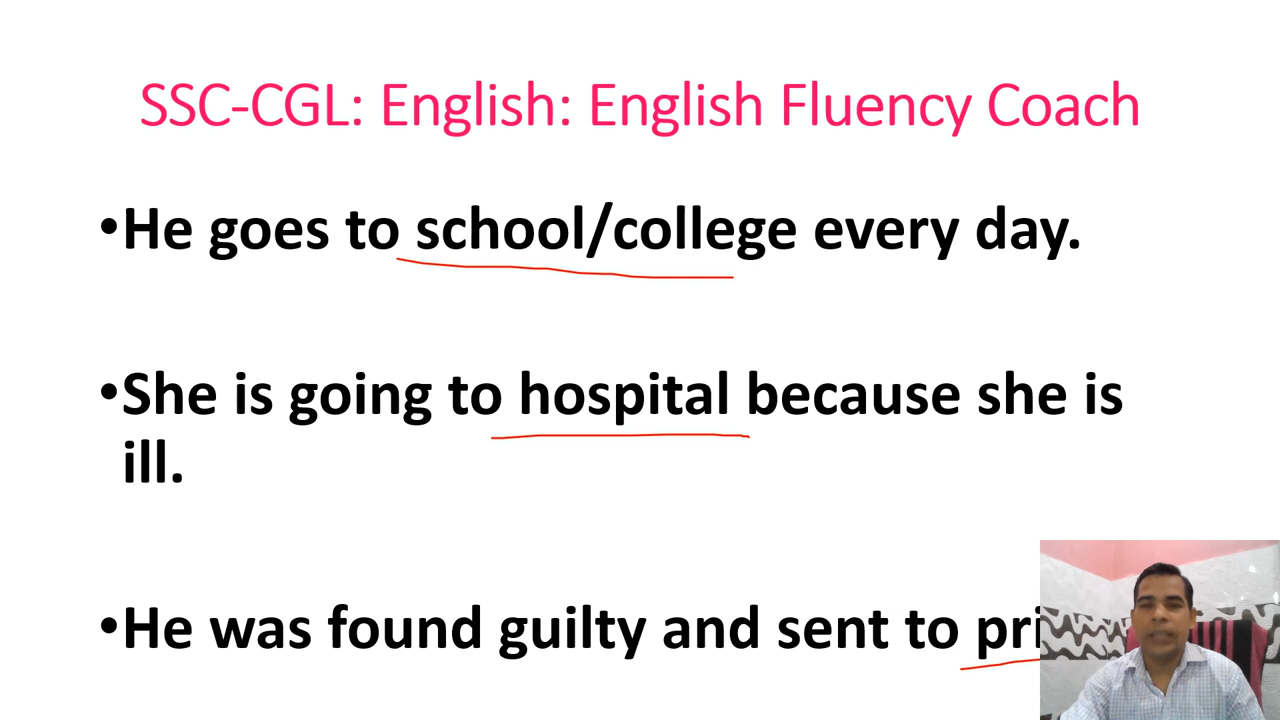 SSC-CGL: English: English Fluency Coach
•He goes to school/college every day.
•She is going to hospital because she is
ill.
•He was found guilty and sent to